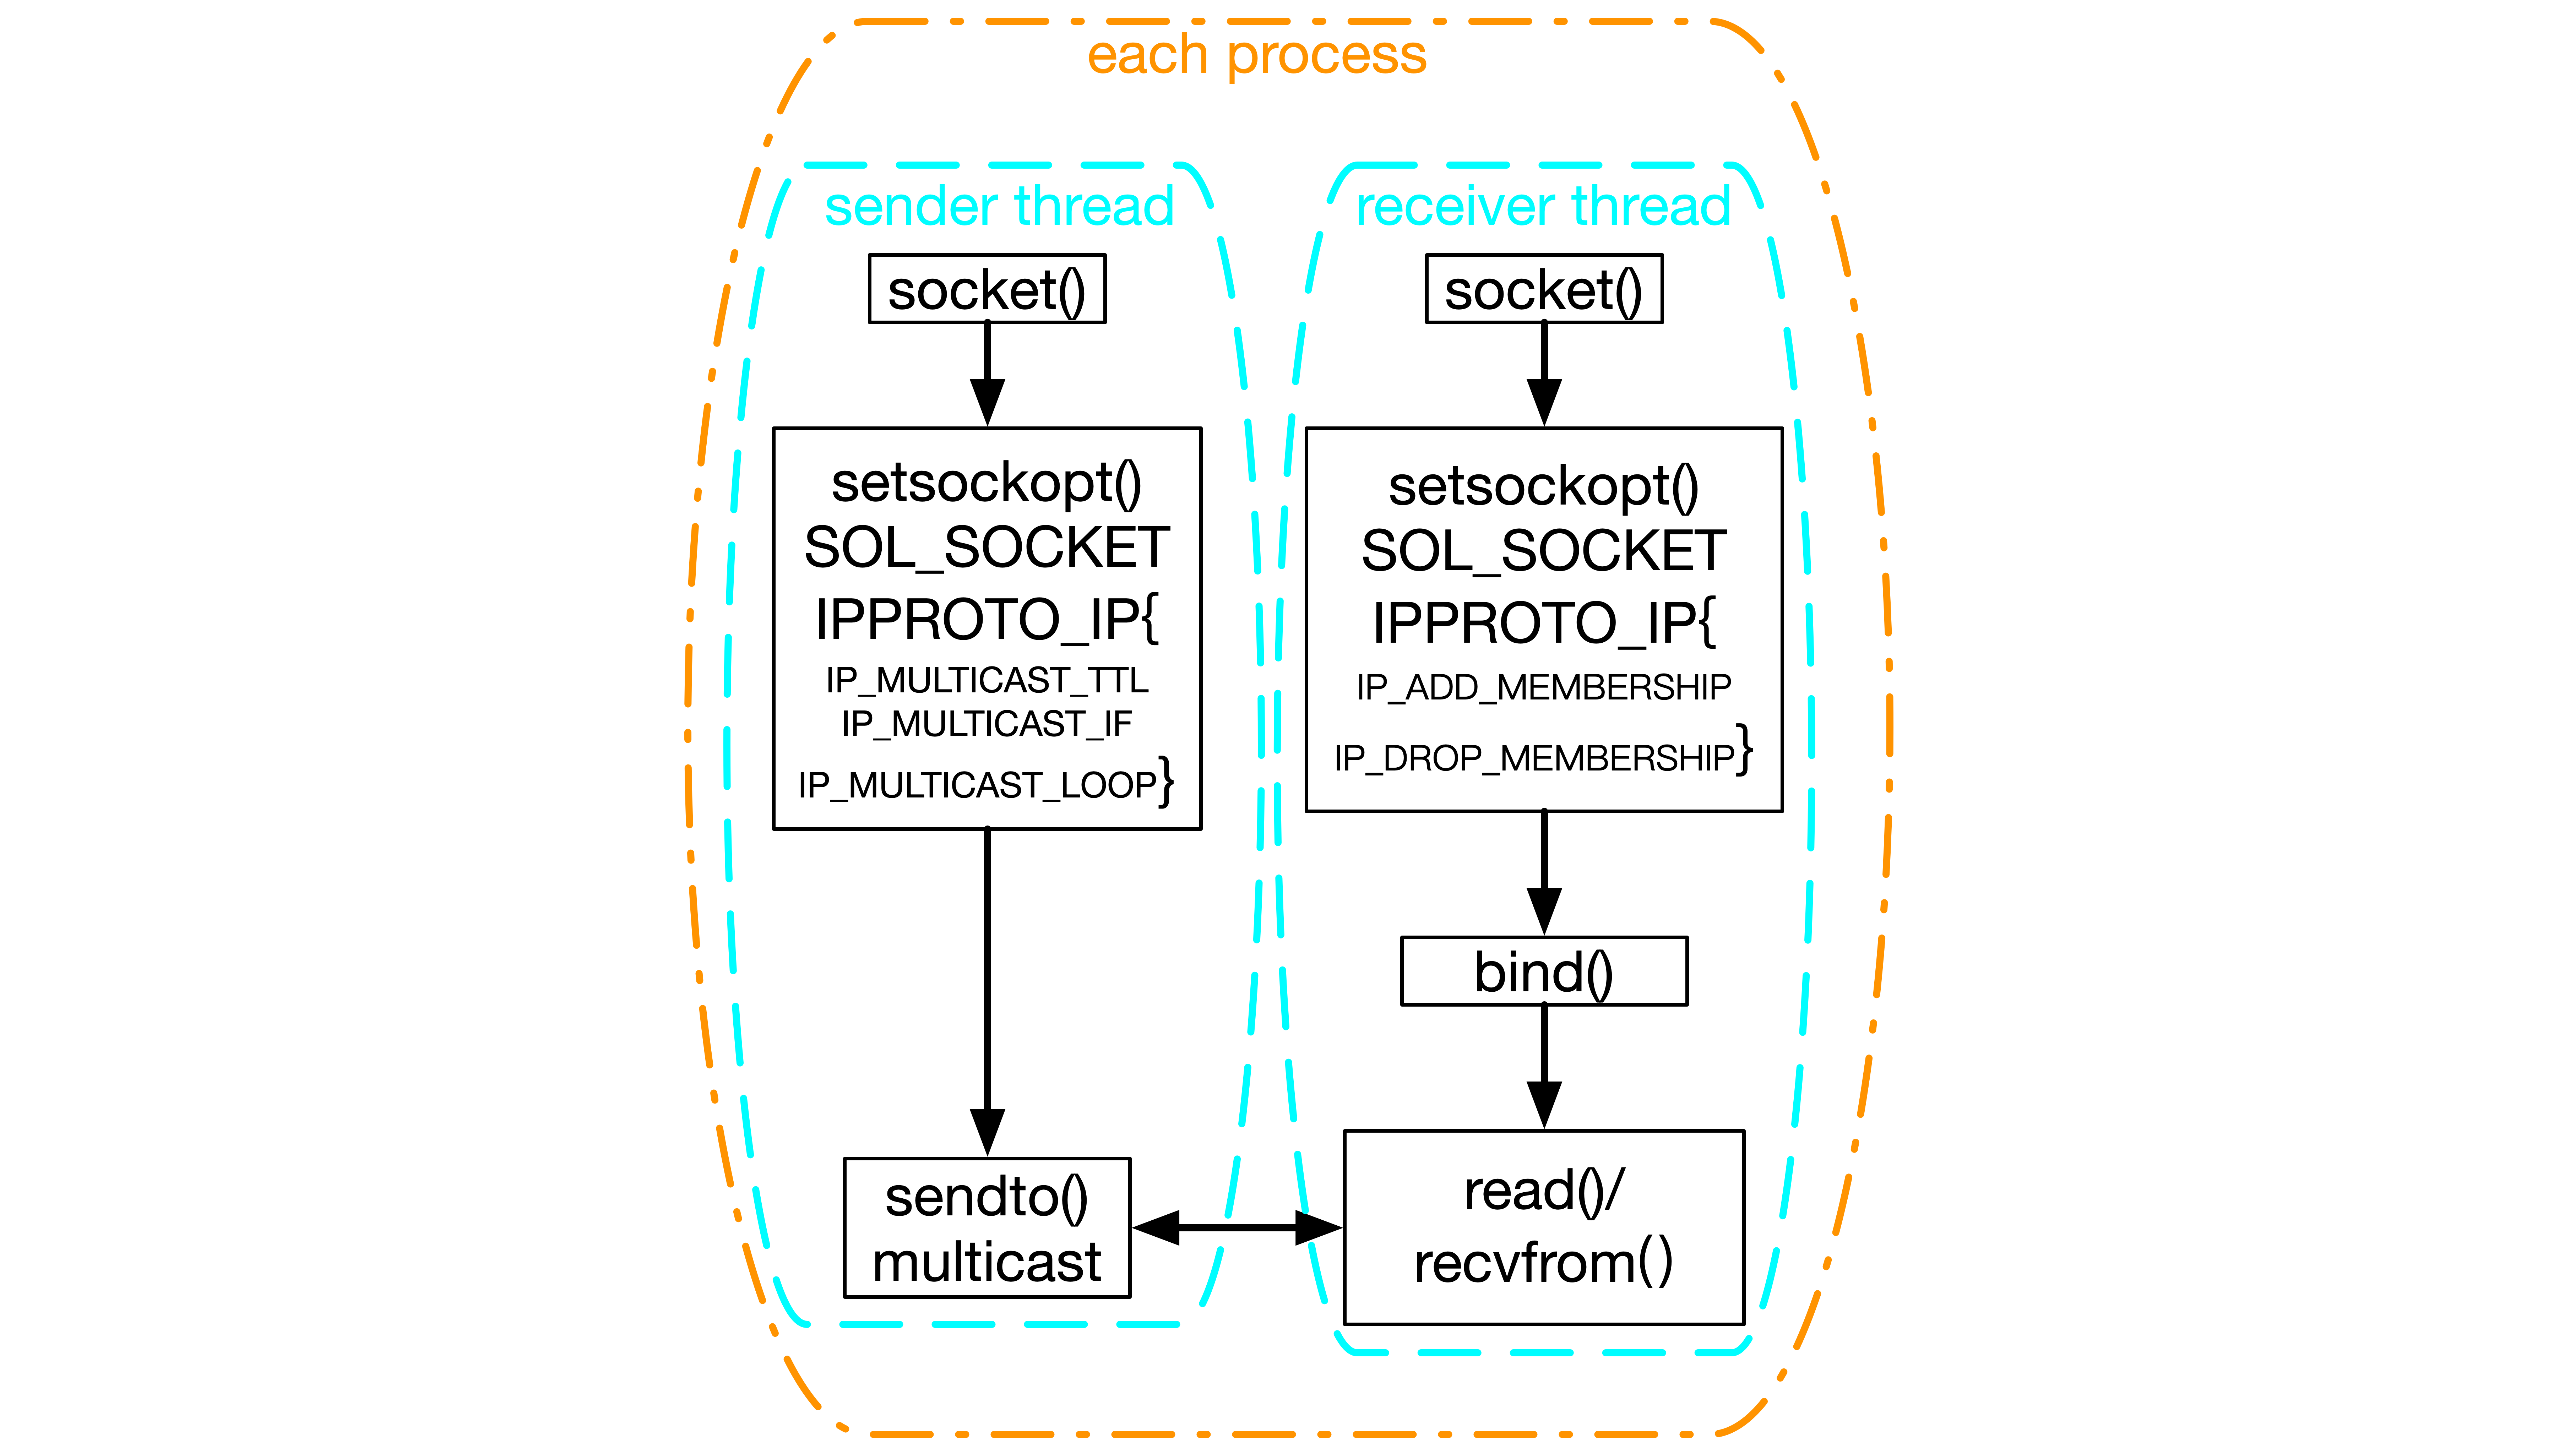 each process
sender thread
socket()
setsockopt()
SOL_SOCKET
IPPROTO_IP{
IP_MULTICAST_TTL
IP_MULTICAST_IF
IP_MULTICAST_LOOP}
sendto()
multicast
receiver thread
socket()
setsockopt()
SOL_SOCKET
IPPROTO_IP{
IP_ADD_MEMBERSHIP
IP_DROP_MEMBERSHIP}
bind()
read()/
recvfrom()